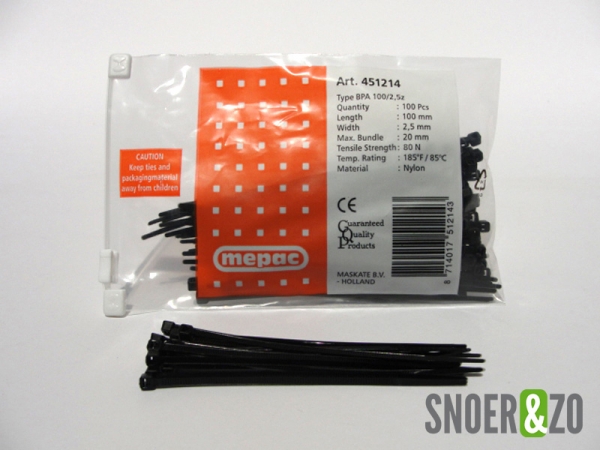 Art. 451214
Type BPA 100/2,5z
Quantity : 100 Pcs
Length : 100 mm
Width : 2,5 mm
Max. Bundle : 20 mm
Tensile Strength : 80 N
Temp. Rating : 185°F / 85°C
Material : Nylon
CAUTION
Keep ties and
packagingmaterial
away from children
CE
Guaranteed
Quality
Products
mepac
MASKATE B.V.
- HOLLAND
8 714017 512143
SNOER&ZO